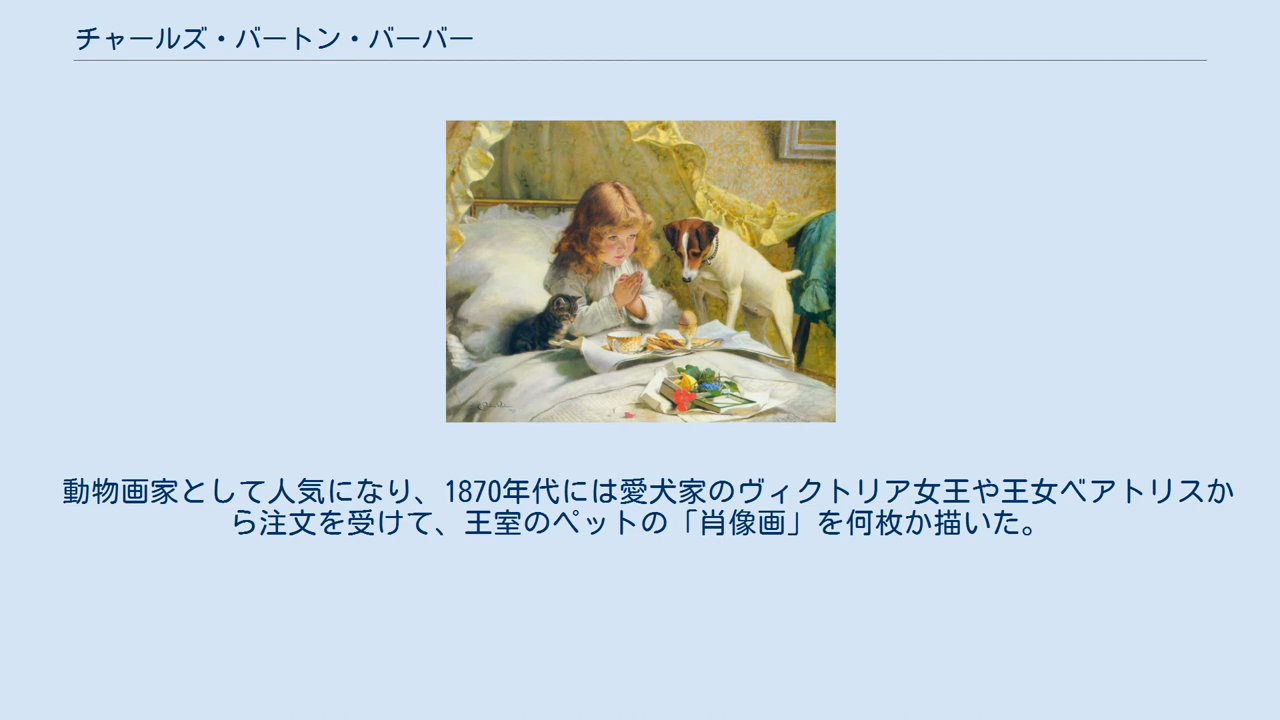 チャールズ・バートン・バーバー
動物画家として人気になり、1870年代には愛犬家のヴィクトリア女王や王女ベアトリスか
ら注文を受けて、王室のペットの「肖像画」を何枚か描いた。